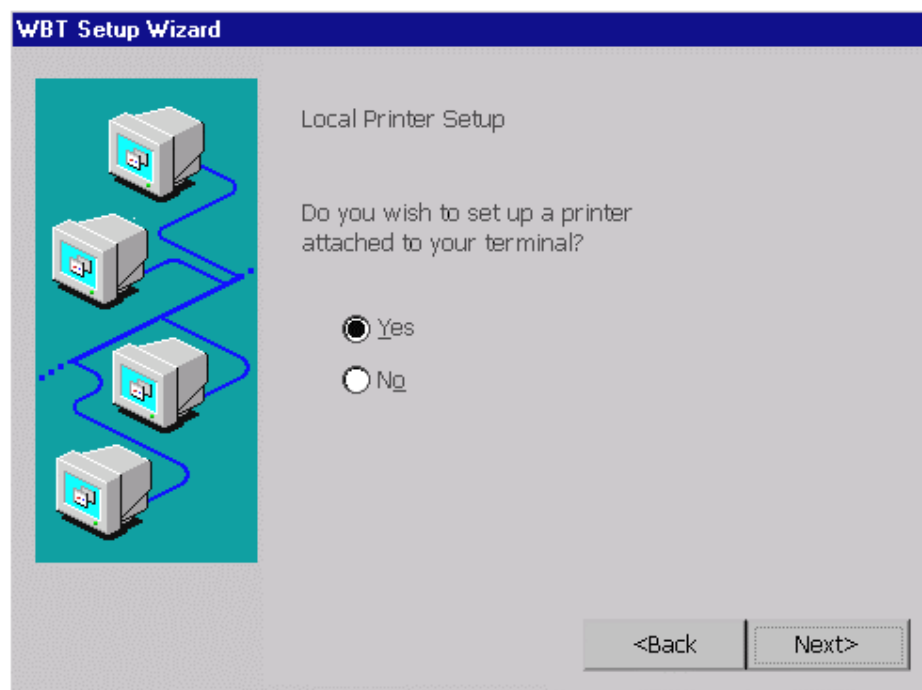 WBT Setup Wizard
Local Printer Setup
Do you wish to set up a printer
attached to your terminal?
Yes
No
<Back
Next>